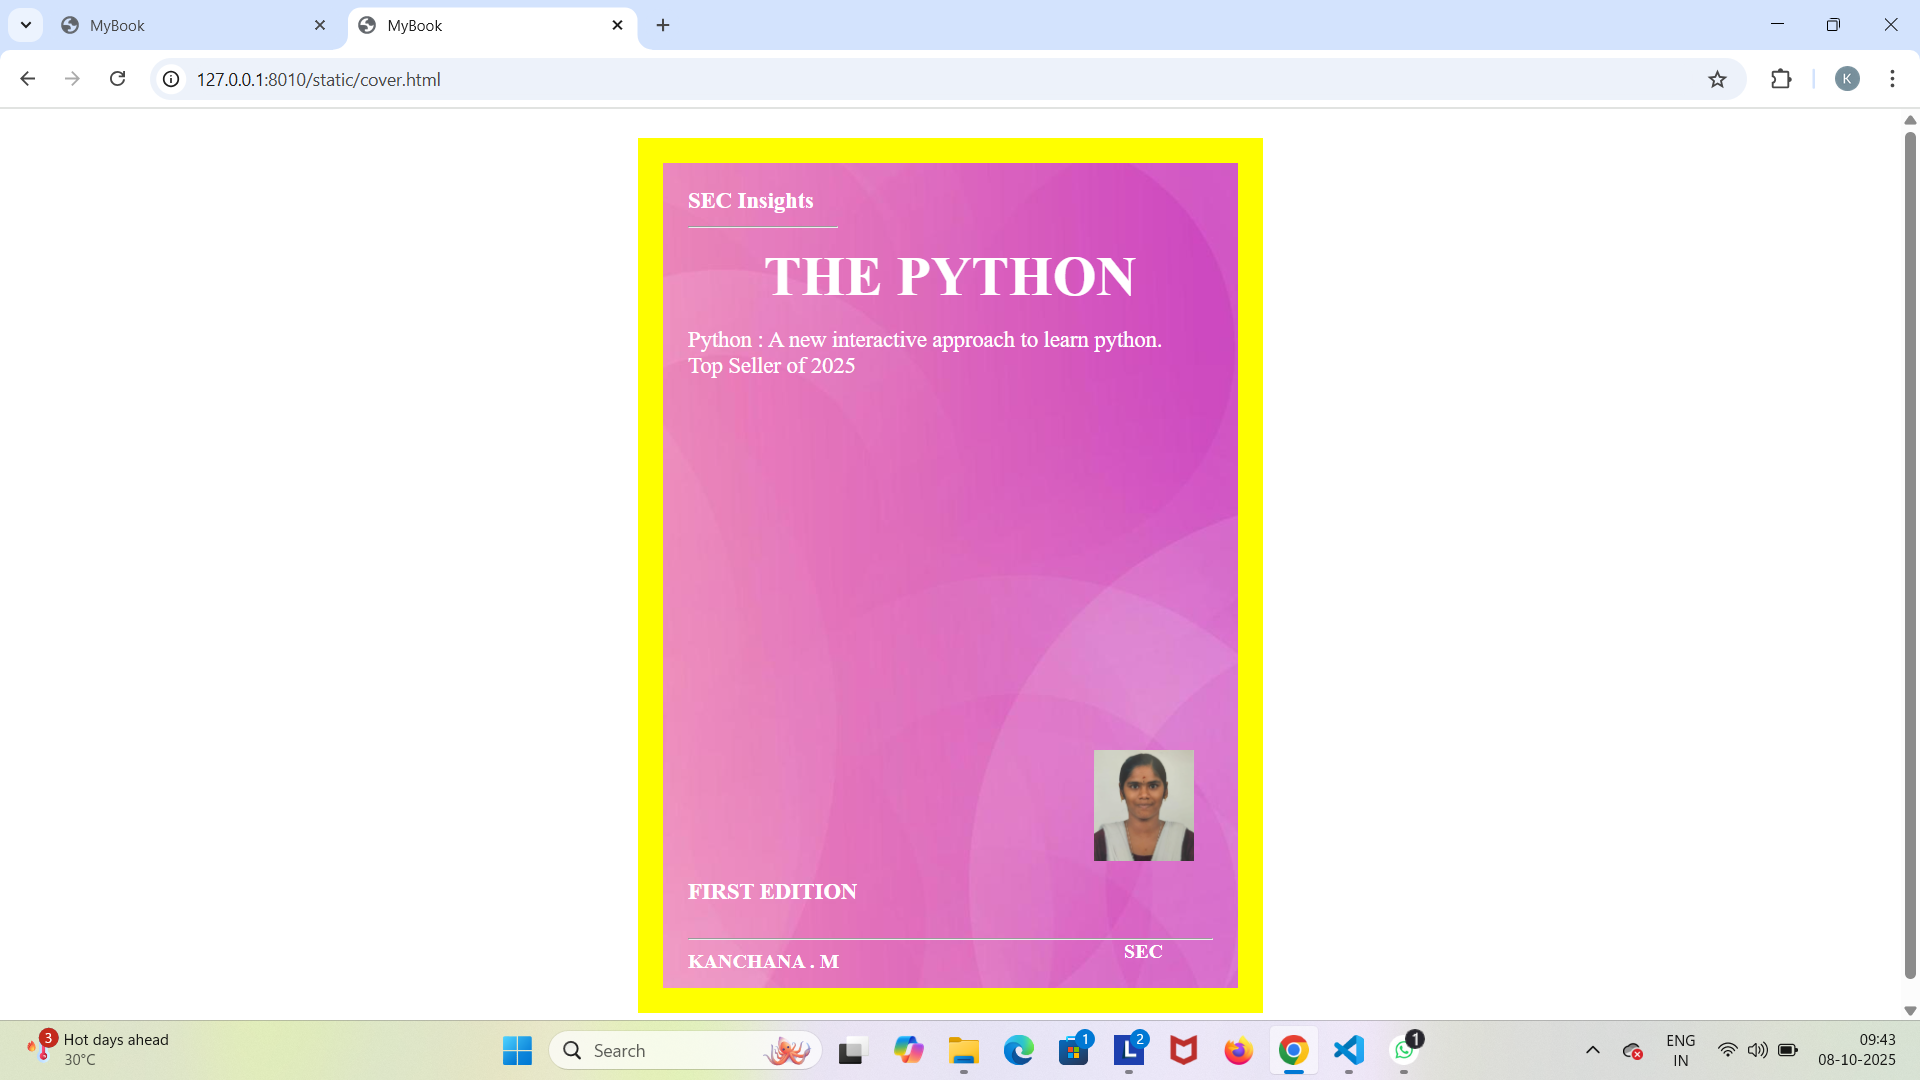 MyBook
MyBook
127.0.0.1:8010/static/cover.html
K
SEC Insights
THE PYTHON
Python : A new interactive approach to learn python.
Top Seller of 2025
FIRST EDITION
SEC
KANCHANA . M
3
Hot days ahead
30°C
Search
1
L
2
1
ENG
IN
09:43
08-10-2025